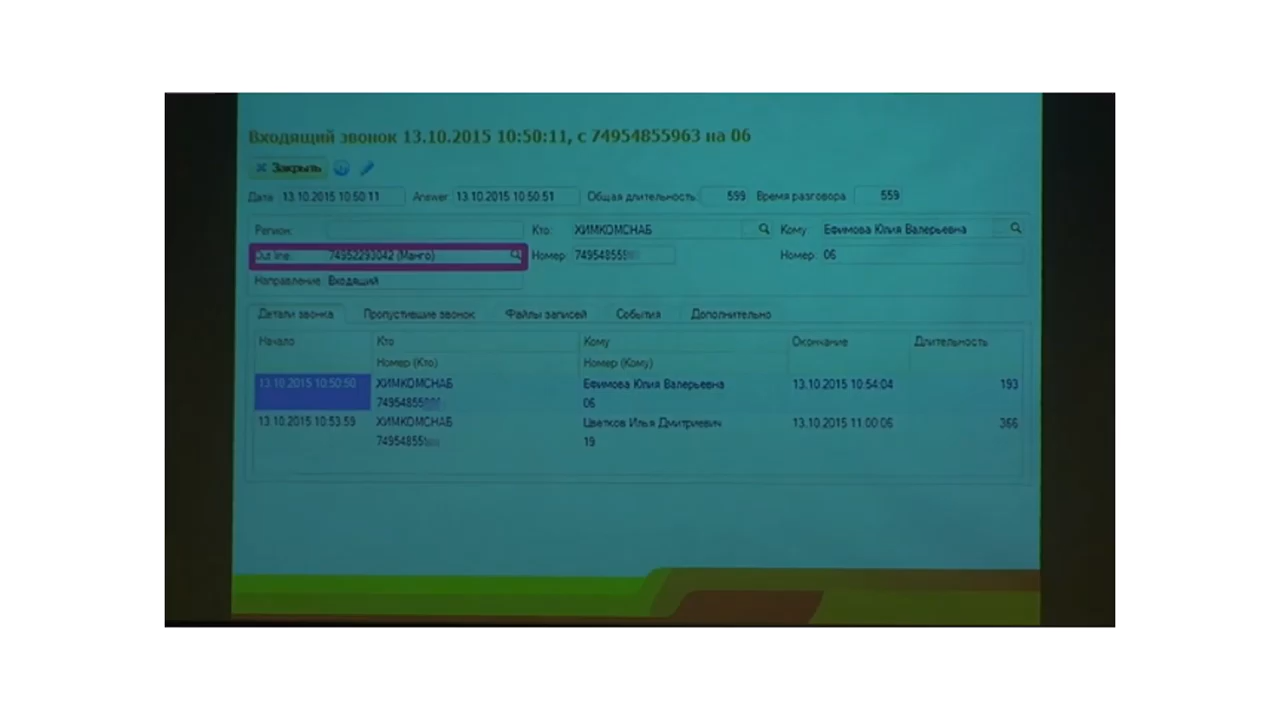 Входящий звонок 13.10.2015 10:50:11, с 74954855963 на 06
Закрыть
Дата 13.10.2015 10:50:11 Answer 13.10.2015 10:50:51 Общая длительность: 599 Время разговора 559
Регион: Кто: ХИМКОМСНАБ Кому: Ефимова Юлия Валерьевна
Out line: 74952293042 (Манго) Номер: 74954855 Номер: 06
Направление: Входящий
Детали звонка Пропустившие звонок Файлы записей События Дополнительно
Начало Кто Кому Окончание Длительность
Номер (Кто) Номер (Кому)
13.10.2015 10:50:50 ХИМКОМСНАБ Ефимова Юлия Валерьевна 13.10.2015 10:54:04 193
74954855 06
13.10.2015 10:53:59 ХИМКОМСНАБ Цветков Илья Дмитриевич 13.10.2015 11:00:06 366
7495485 19